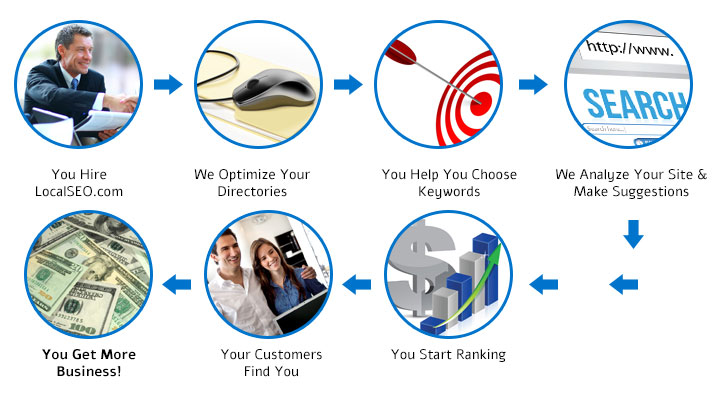 http://www.
SEARCH
You Hire
LocalSEO.com
We Optimize Your
Directories
You Help You Choose
Keywords
We Analyze Your Site &
Make Suggestions
100
You Get More
Business!
Your Customers
Find You
You Start Ranking